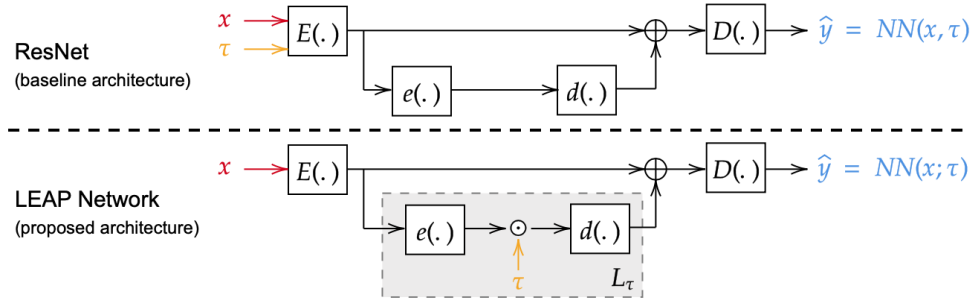 x
τ
E(.)
D(.)
ŷ = NN(x, τ)
ResNet
(baseline architecture)
e(.)
d(.)
x
E(.)
D(.)
ŷ = NN(x; τ)
LEAP Network
(proposed architecture)
e(.)
d(.)
τ
L_τ